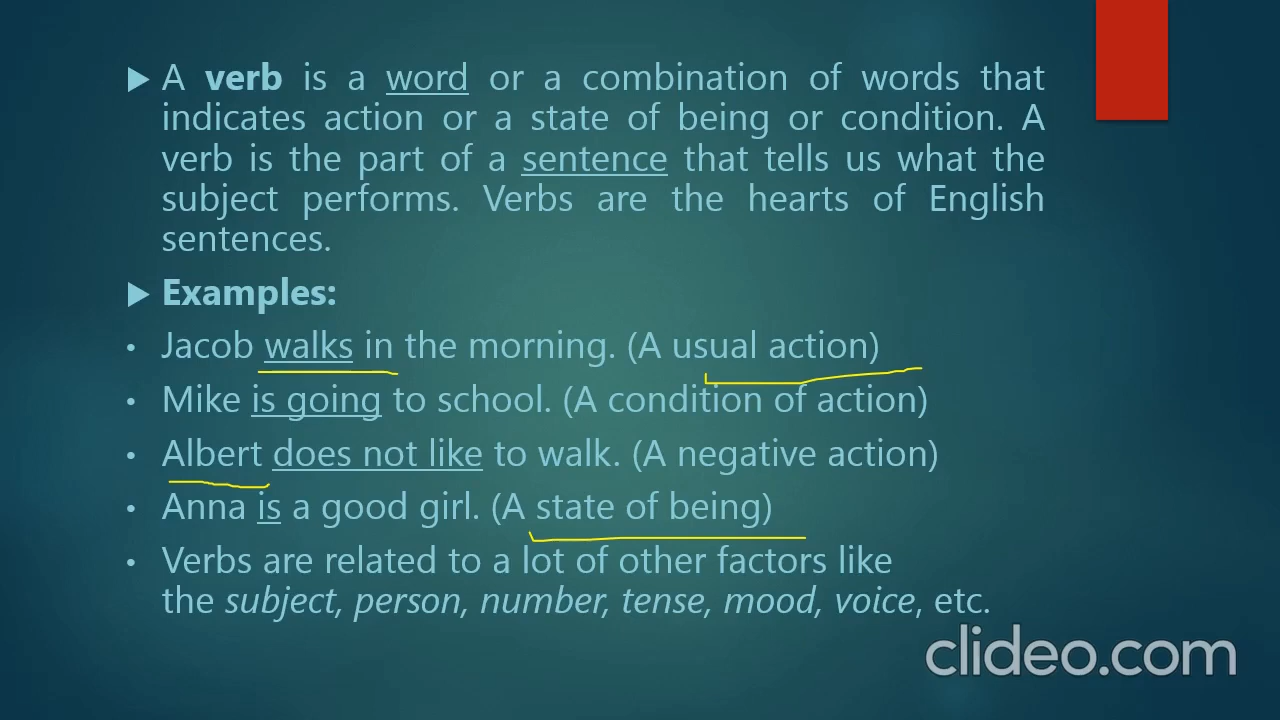 A verb is a word or a combination of words that
indicates action or a state of being or condition. A
verb is the part of a sentence that tells us what the
subject performs. Verbs are the hearts of English
sentences.
Examples:
Jacob walks in the morning. (A usual action)
Mike is going to school. (A condition of action)
Albert does not like to walk. (A negative action)
Anna is a good girl. (A state of being)
Verbs are related to a lot of other factors like
the subject, person, number, tense, mood, voice, etc.
clideo.com